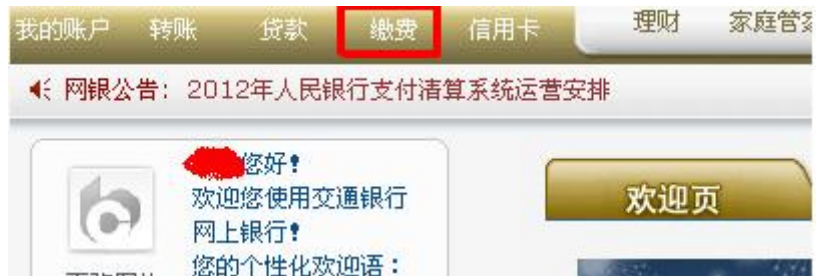 我的账户 转账 贷款 缴费 信用卡 理财 家庭管
网银公告：2012年人民银行支付清算系统运营安排
您好！
欢迎您使用交通银行
网上银行！
您的个性化欢迎语：
欢迎页